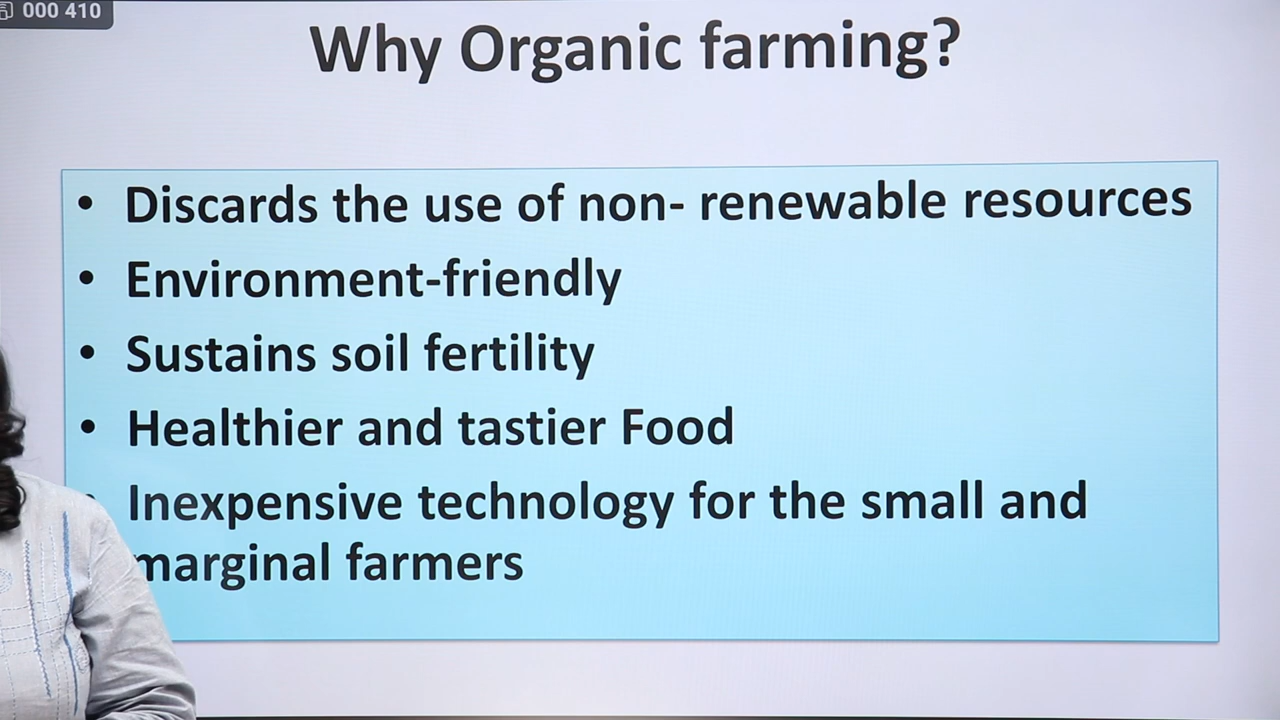 000 410
Why Organic farming?
• Discards the use of non- renewable resources
• Environment-friendly
• Sustains soil fertility
• Healthier and tastier Food
• Inexpensive technology for the small and
marginal farmers